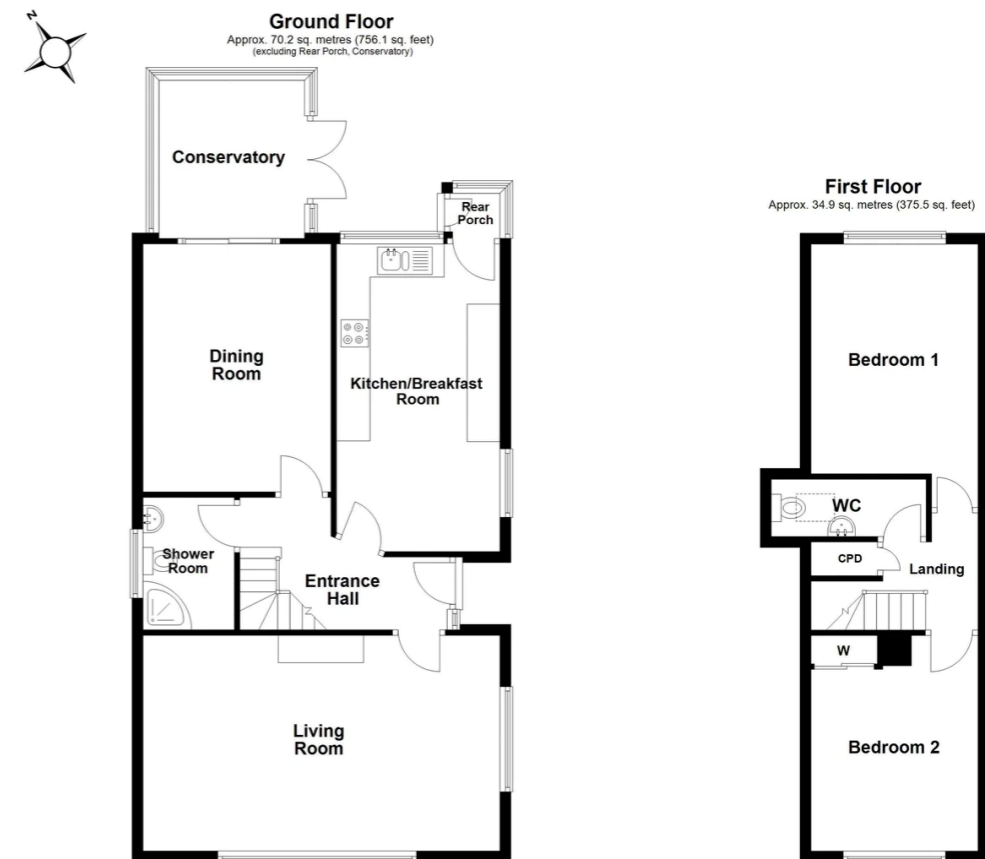 N
Ground Floor
Approx. 70.2 sq. metres (756.1 sq. feet)
(excluding Rear Porch, Conservatory)
Conservatory
Rear
Porch
Dining
Room
Kitchen/Breakfast
Room
Shower
Room
Entrance
Hall
Living
Room
First Floor
Approx. 34.9 sq. metres (375.5 sq. feet)
Bedroom 1
WC
CPD
Landing
W
Bedroom 2